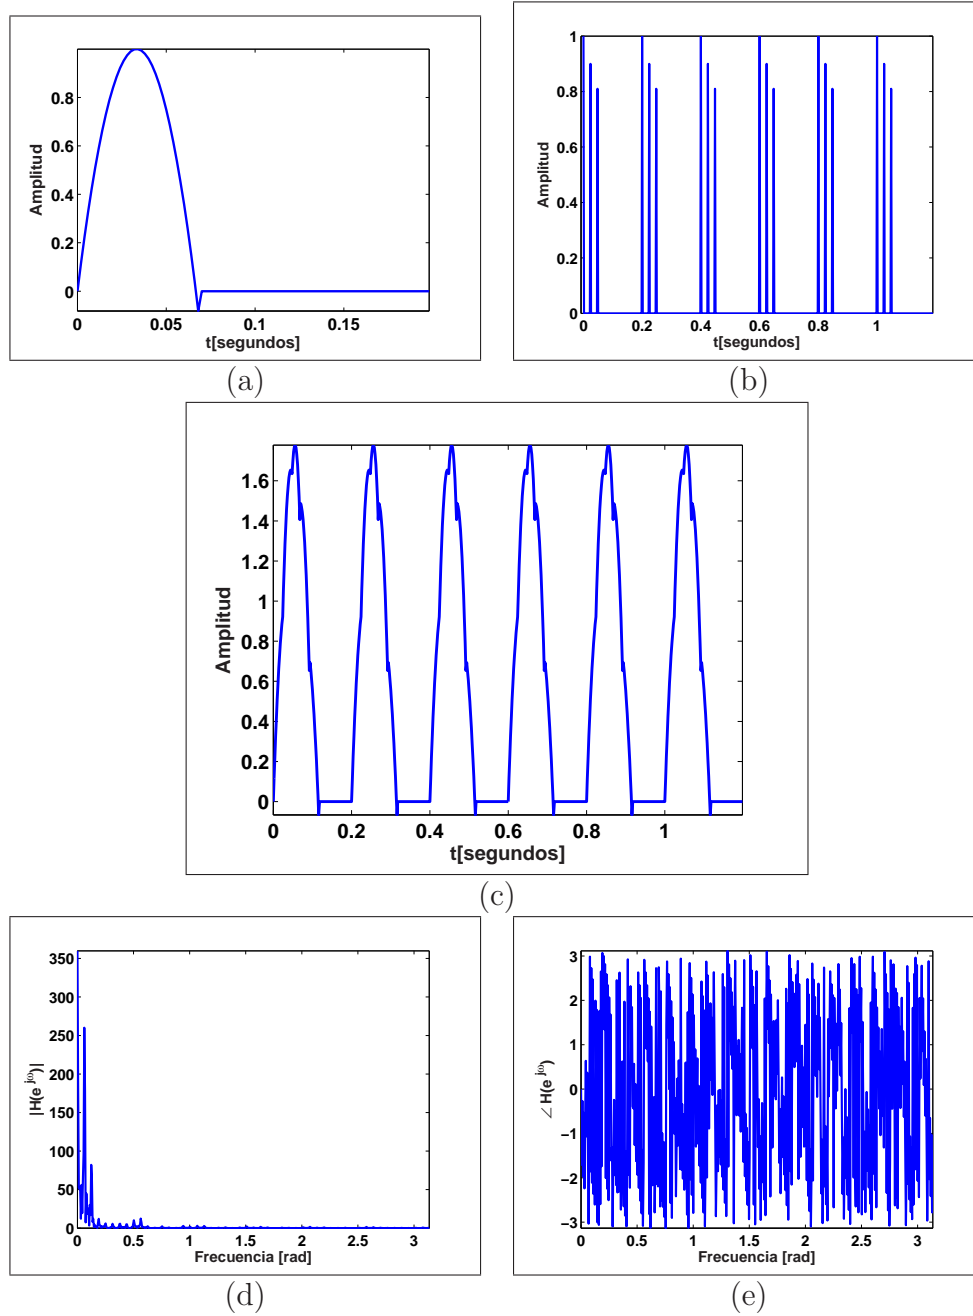 Amplitud
0.8
0.6
0.4
0.2
0
0 0.05 0.1 0.15
t[segundos]
(a)
Amplitud
1
0.8
0.6
0.4
0.2
0
0 0.2 0.4 0.6 0.8 1
t[segundos]
(b)
Amplitud
1.6
1.4
1.2
1
0.8
0.6
0.4
0.2
0
0 0.2 0.4 0.6 0.8 1
t[segundos]
(c)
|H(e^jω)|
350
300
250
200
150
100
50
0
0 0.5 1 1.5 2 2.5 3
Frecuencia [rad]
(d)
∠ H(e^jω)
3
2
1
0
−1
−2
−3
0 0.5 1 1.5 2 2.5 3
Frecuencia [rad]
(e)